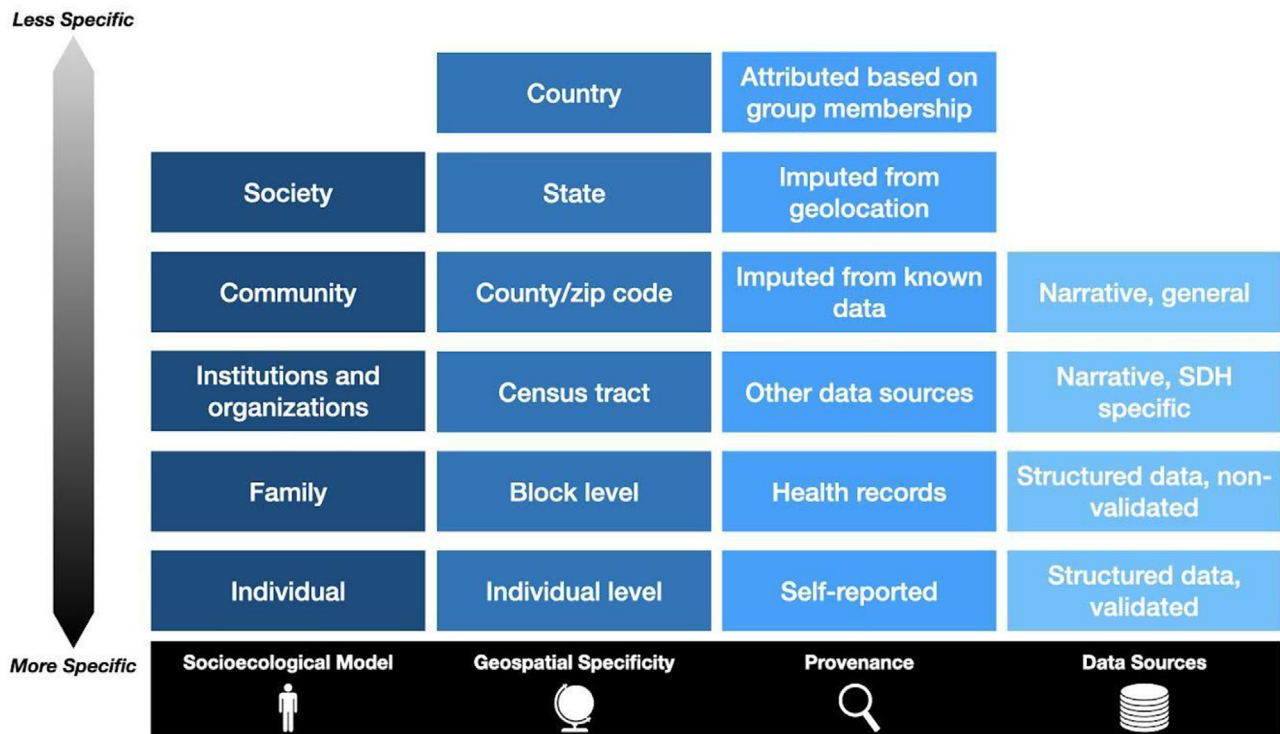 Less Specific
Country
Attributed based on
group membership
Society
State
Imputed from
geolocation
Community
County/zip code
Imputed from known
data
Narrative, general
Institutions and
organizations
Census tract
Other data sources
Narrative, SDH
specific
Family
Block level
Health records
Structured data, non-
validated
Individual
Individual level
Self-reported
Structured data,
validated
More Specific
Socioecological Model
Geospatial Specificity
Provenance
Data Sources